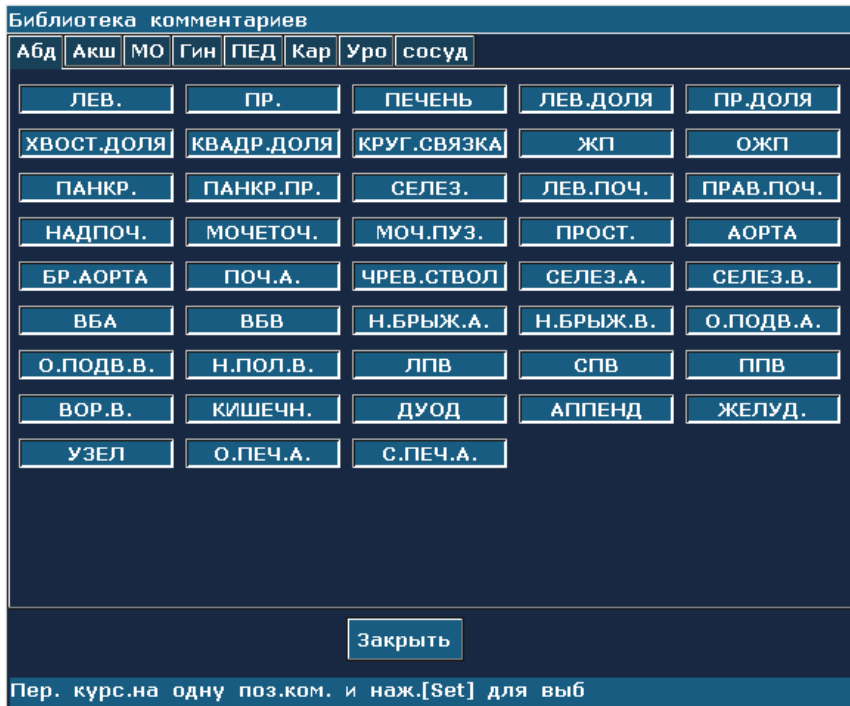 Библиотека комментариев
Абд Акш МО Гин ПЕД Кар Уро сосуд
ЛЕВ. ПР. ПЕЧЕНЬ ЛЕВ.ДОЛЯ ПР.ДОЛЯ
ХВОСТ.ДОЛЯ КВАДР.ДОЛЯ КРУГ.СВЯЗКА ЖП ОЖП
ПАНКР. ПАНКР.ПР. СЕЛЕЗ. ЛЕВ.ПОЧ. ПРАВ.ПОЧ.
НАДПОЧ. МОЧЕТОЧ. МОЧ.ПУЗ. ПРОСТ. АОРТА
БР.АОРТА ПОЧ.А. ЧРЕВ.СТВОЛ СЕЛЕЗ.А. СЕЛЕЗ.В.
ВБА ВБВ Н.БРЫЖ.А. Н.БРЫЖ.В. О.ПОДВ.А.
О.ПОДВ.В. Н.ПОЛ.В. ЛПВ СПВ ППВ
ВОР.В. КИШЕЧН. ДУОД АППЕНД ЖЕЛУД.
УЗЕЛ О.ПЕЧ.А. С.ПЕЧ.А.
Закрыть
Пер. курс.на одну поз.ком. и наж.[Set] для выб